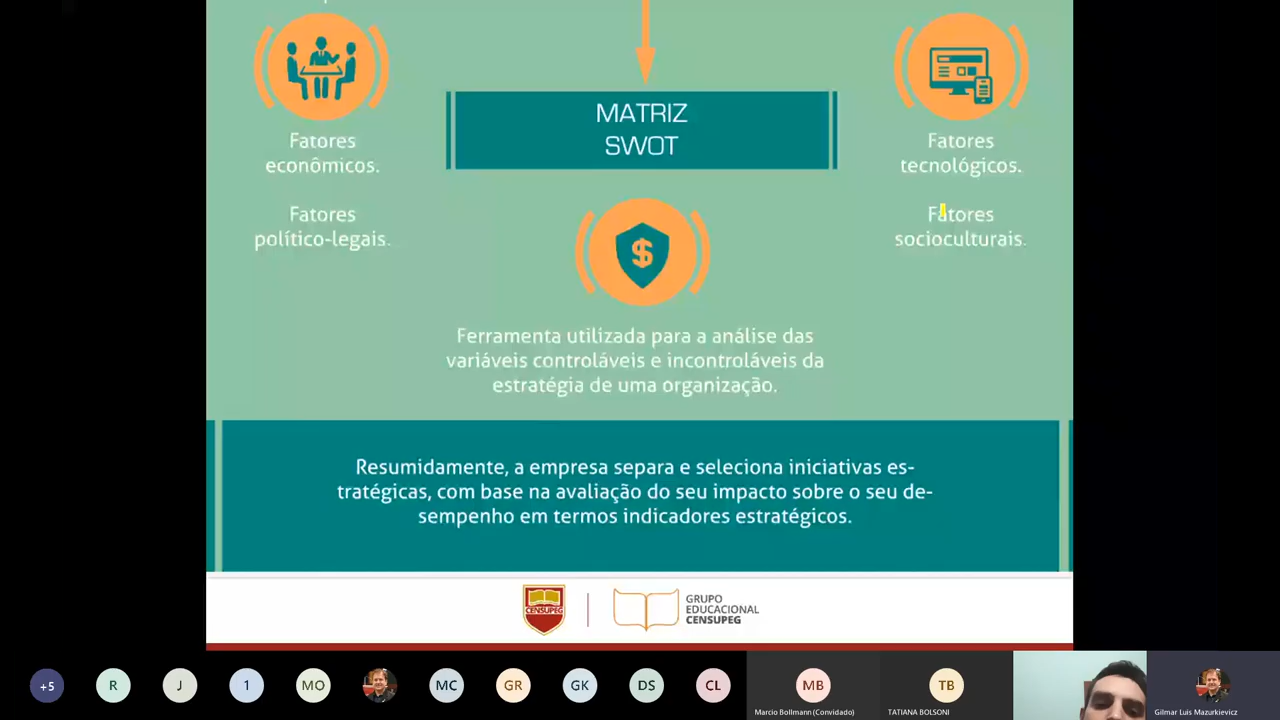 MATRIZ
SWOT
Fatores
econômicos.
Fatores
político-legais.
Fatores
tecnológicos.
Fatores
socioculturais.
$
Ferramenta utilizada para a análise das
variáveis controláveis e incontroláveis da
estratégia de uma organização.
Resumidamente, a empresa separa e seleciona iniciativas es-
tratégicas, com base na avaliação do seu impacto sobre o seu de-
sempenho em termos indicadores estratégicos.
CENSUPEG
GRUPO
EDUCACIONAL
CENSUPEG
+5
R
J
1
MO
MC
GR
GK
DS
CL
MB
TB
Marcio Bollmann (Convidado)
TATIANA BOLSONI
Gilmar Luis Mazurkievicz